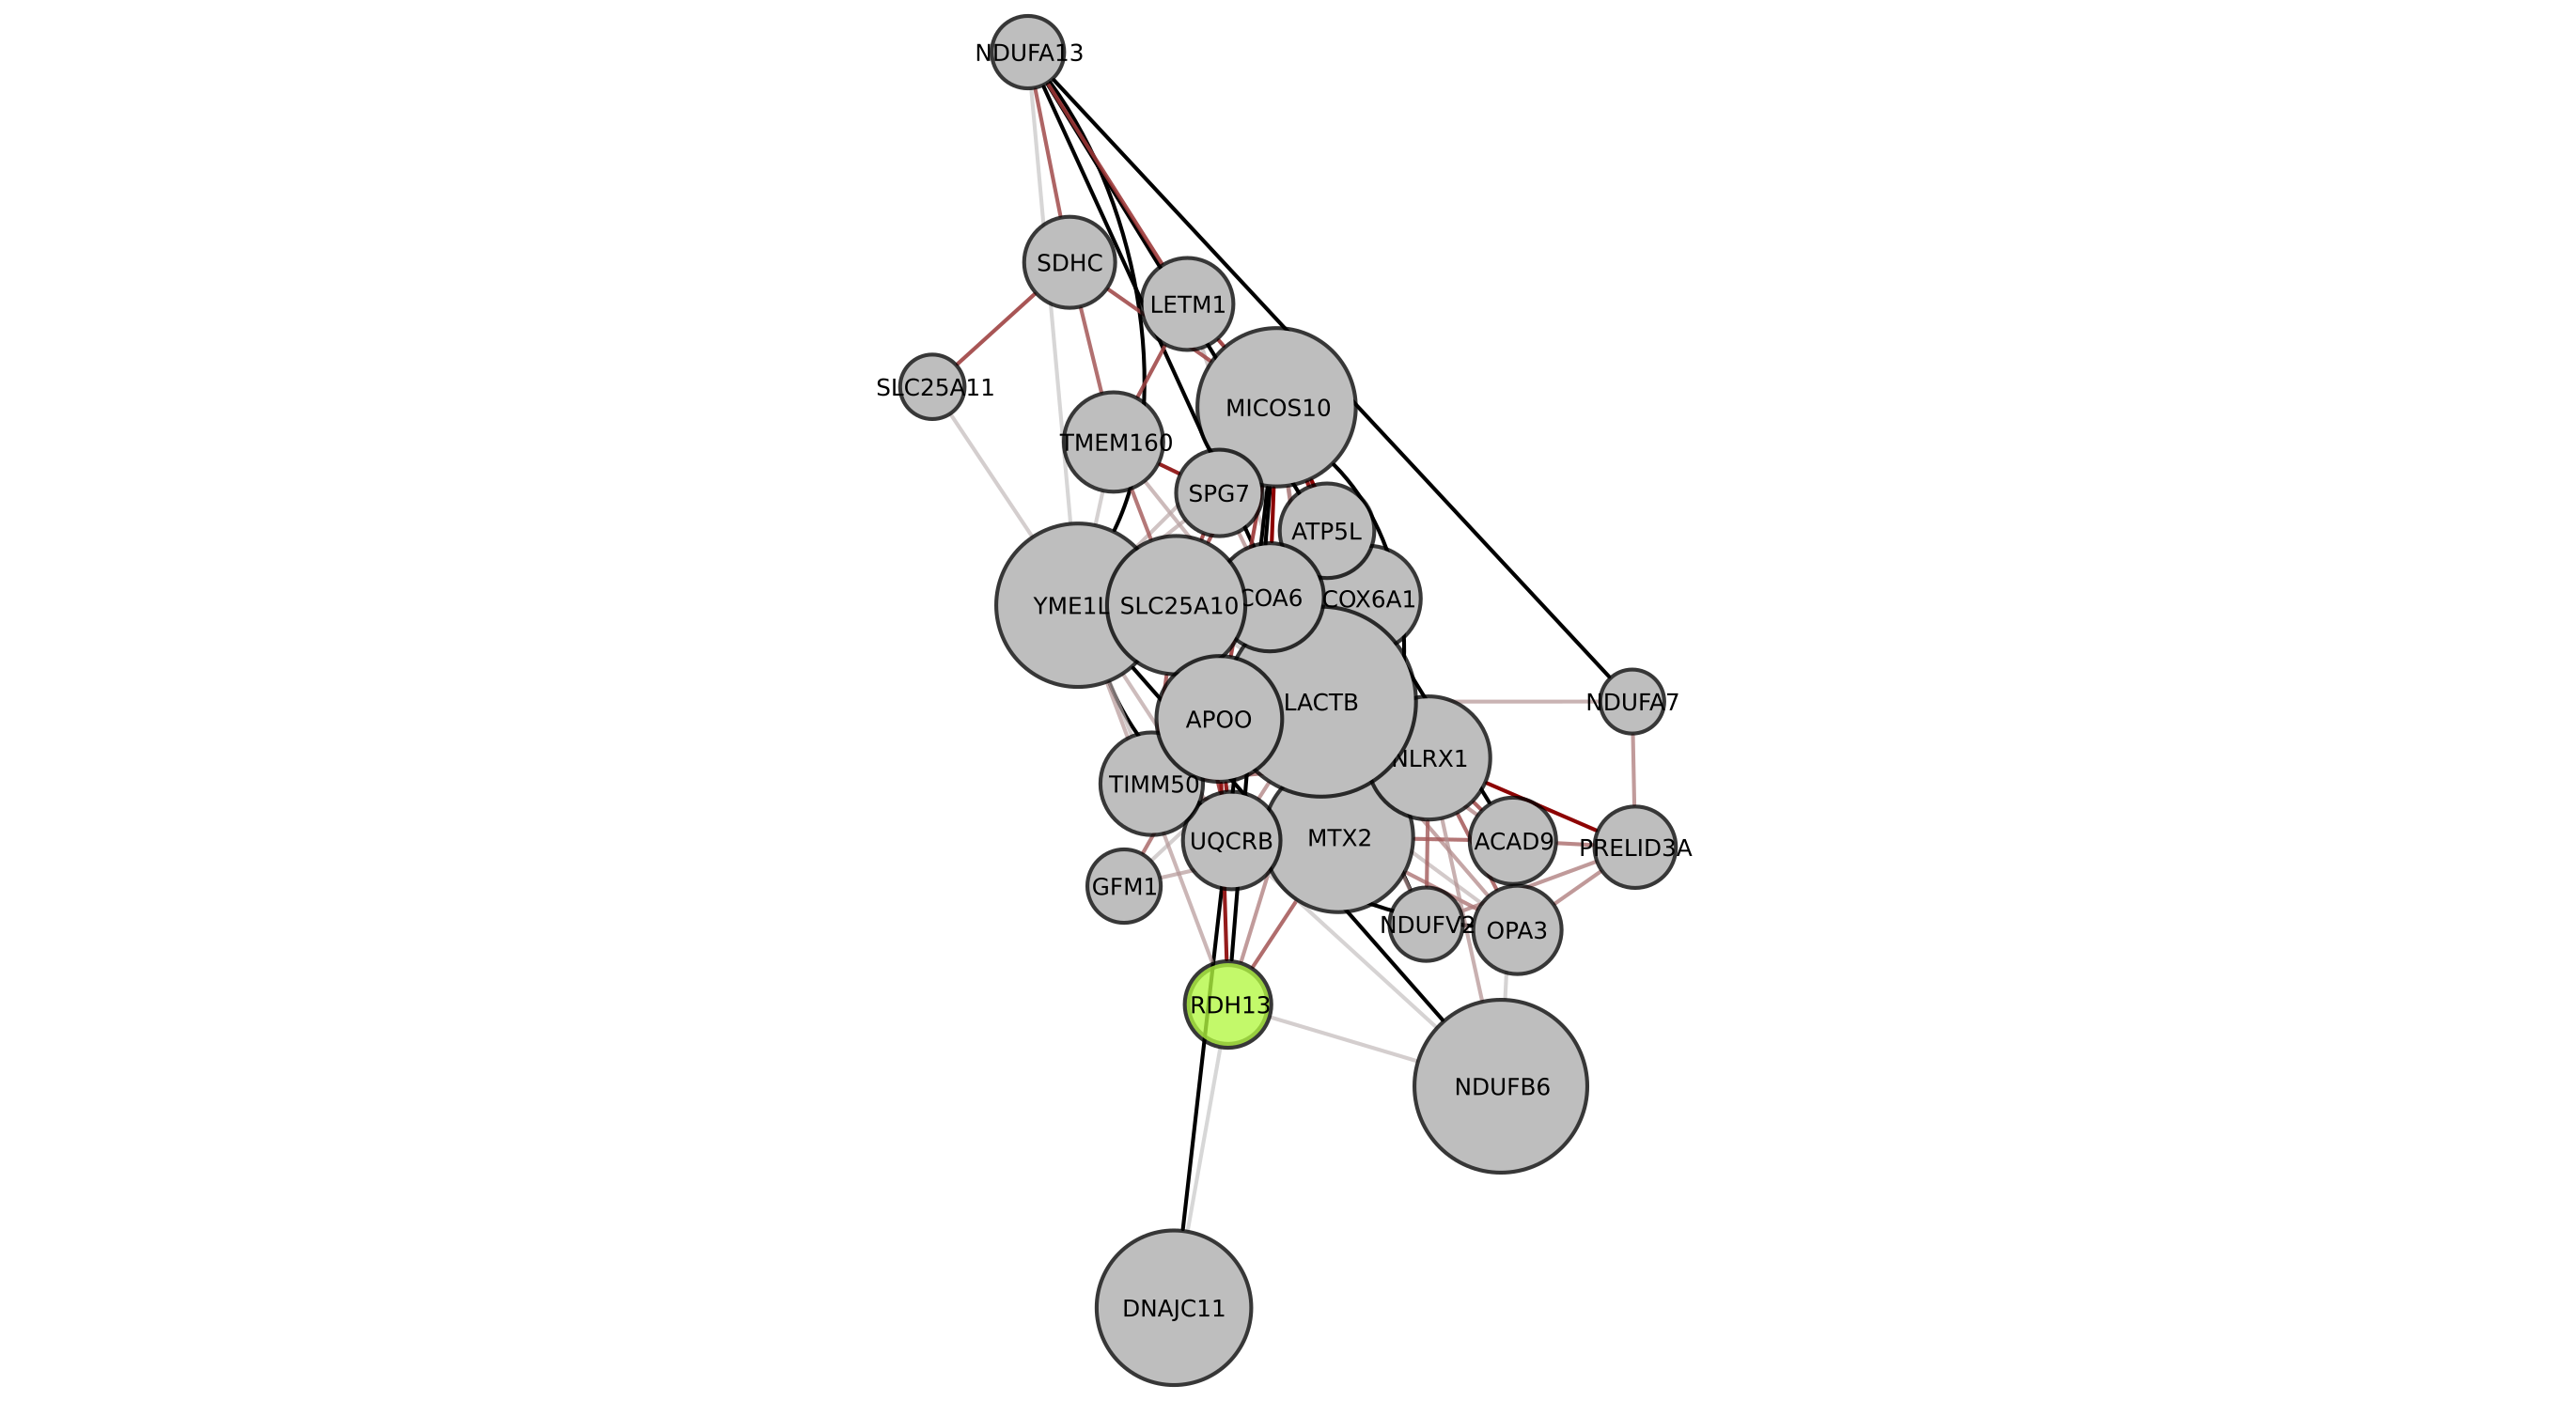 NDUFA13
SDHC
LETM1
SLC25A11
MICOS10
TMEM160
SPG7
ATP5L
YME1L
SLC25A10
COA6
COX6A1
LACTB
NDUFA7
APOO
NLRX1
TIMM50
UQCRB
MTX2
ACAD9
PRELID3A
GFM1
NDUFV2
OPA3
RDH13
NDUFB6
DNAJC11